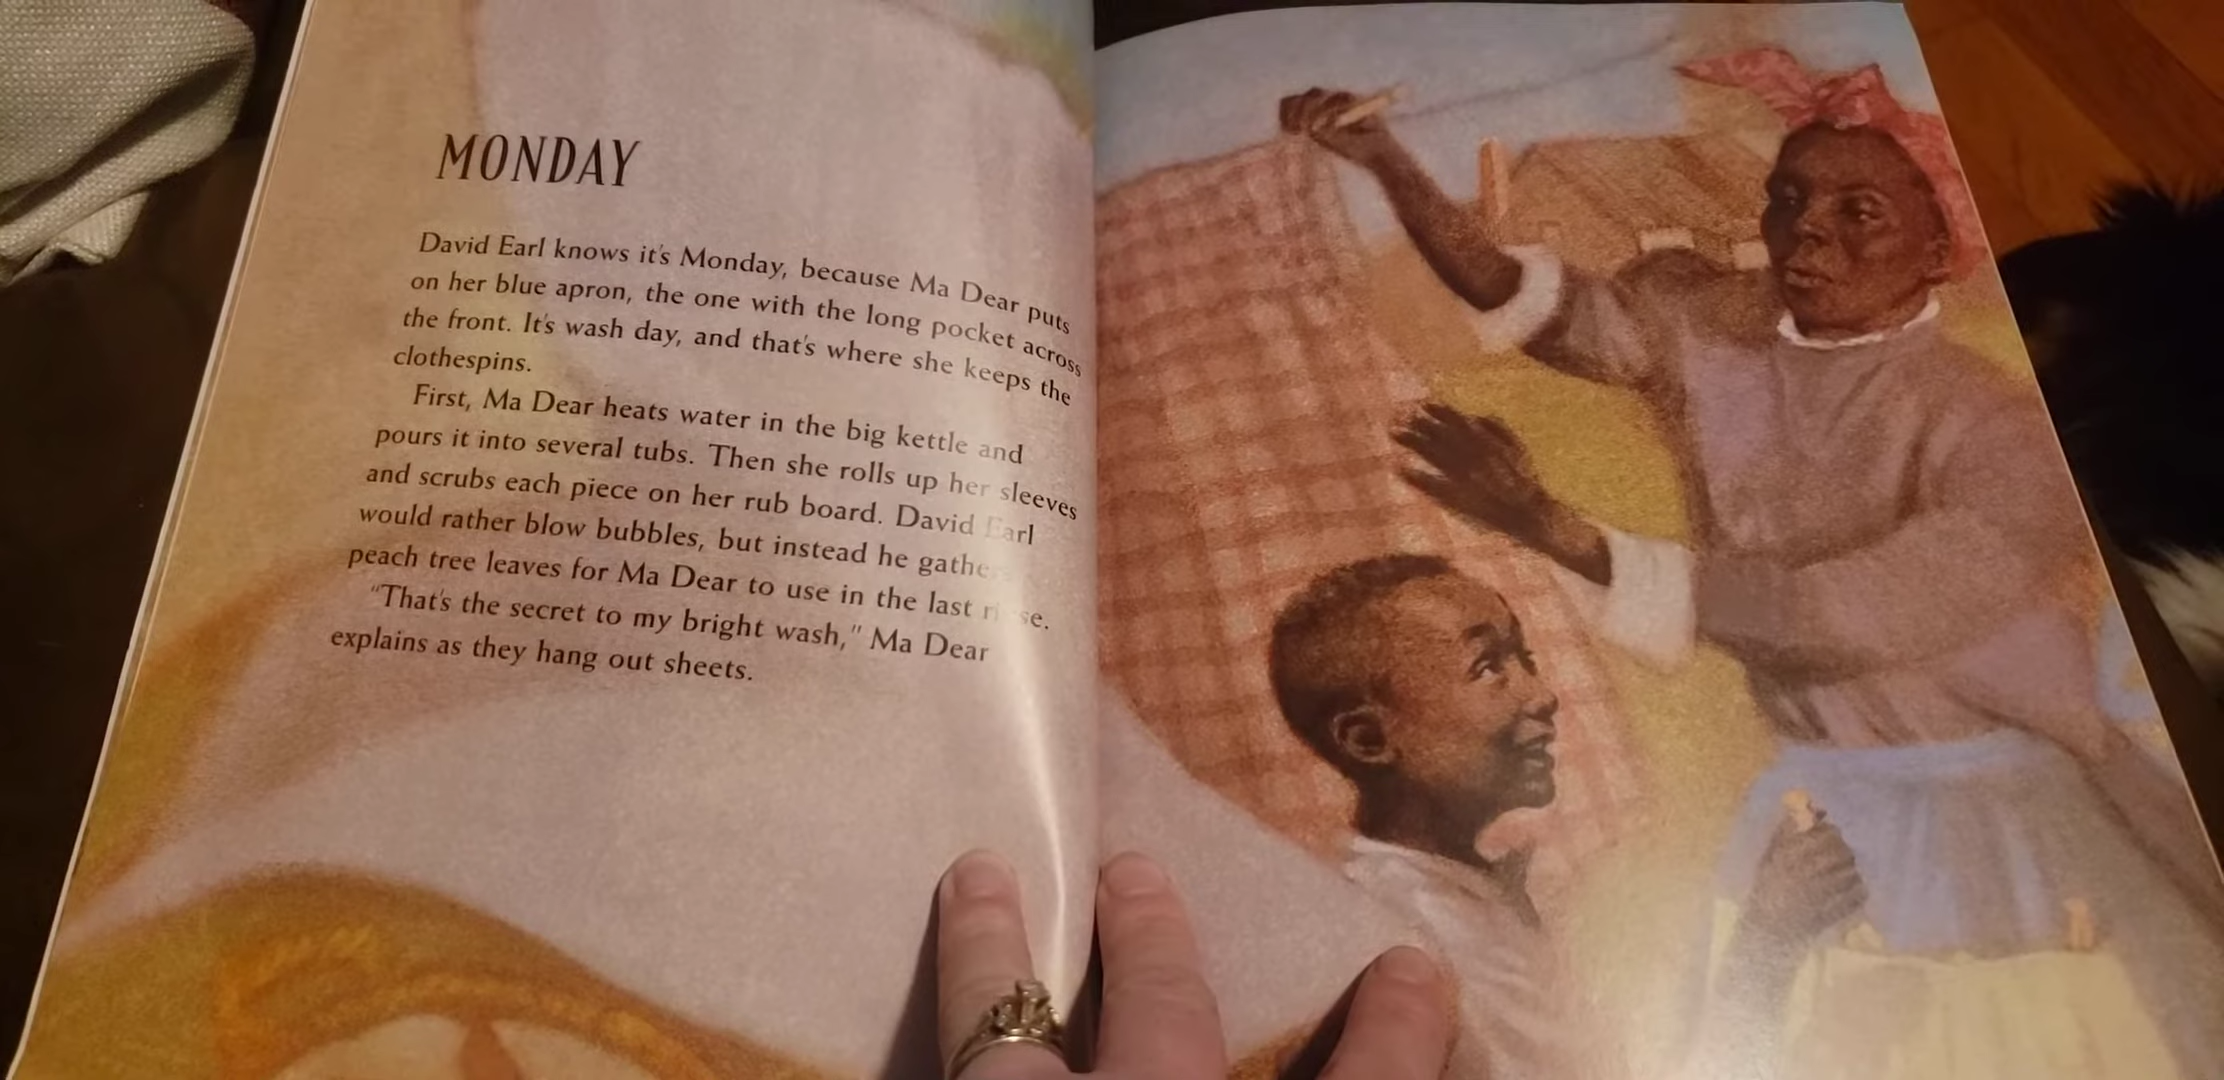 MONDAY
David Earl knows it's Monday, because Ma Dear puts
on her blue apron, the one with the long pocket across
the front. It's wash day, and that's where she keeps the
clothespins.
First, Ma Dear heats water in the big kettle and
pours it into several tubs. Then she rolls up her sleeves
and scrubs each piece on her rub board. David Earl
would rather blow bubbles, but instead he
peach tree leaves for Ma Dear to use in the last
"That's the secret to my bright wash," Ma Dear
explains as they hang out sheets.